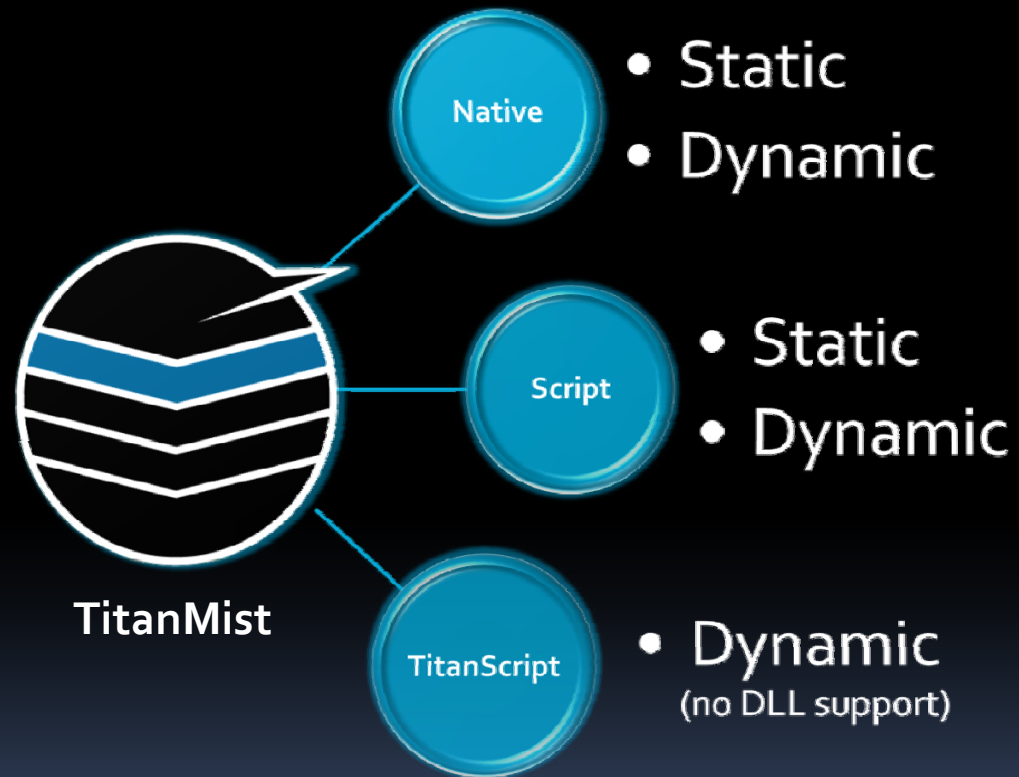 Native
• Static
• Dynamic
Script
• Static
• Dynamic
TitanMist
TitanScript
• Dynamic
(no DLL support)